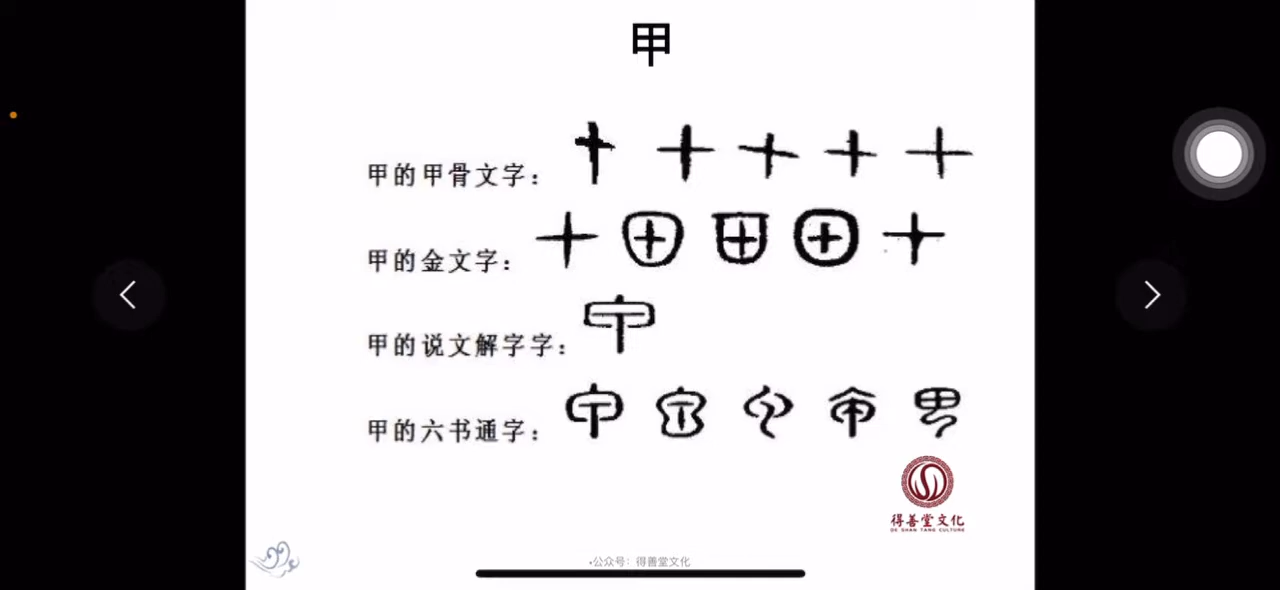 甲
甲的甲骨文字：
甲的金文字：
甲的说文解字字：
甲的六书通字：
得善堂文化
DE SHAN TANG CULTURE
•公众号：得善堂文化